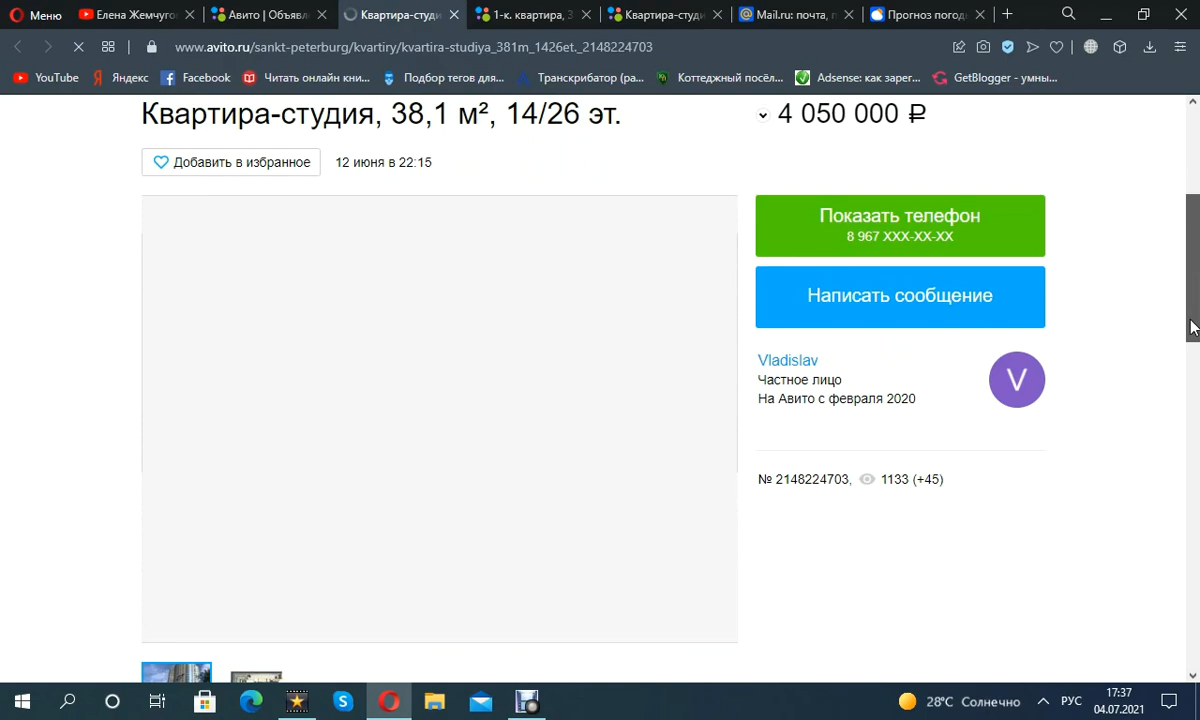 Меню
Елена Жемчуго
Авито | Объявл
Квартира-студи
1-к. квартира, 3
Квартира-студи
Mail.ru: почта, п
Прогноз погод
www.avito.ru/sankt-peterburg/kvartiry/kvartira-studiya_381m_1426et._2148224703
YouTube
Яндекс
Facebook
Читать онлайн кни...
Подбор тегов для...
Транскрибатор (ра...
Коттеджный посёл...
Adsense: как зарег...
GetBlogger - умны...
Квартира-студия, 38,1 м², 14/26 эт.
4 050 000 ₽
Добавить в избранное
12 июня в 22:15
Показать телефон
8 967 XXX-XX-XX
Написать сообщение
Vladislav
Частное лицо
На Авито с февраля 2020
V
№ 2148224703, 1133 (+45)
28°C Солнечно
РУС
17:37
04.07.2021